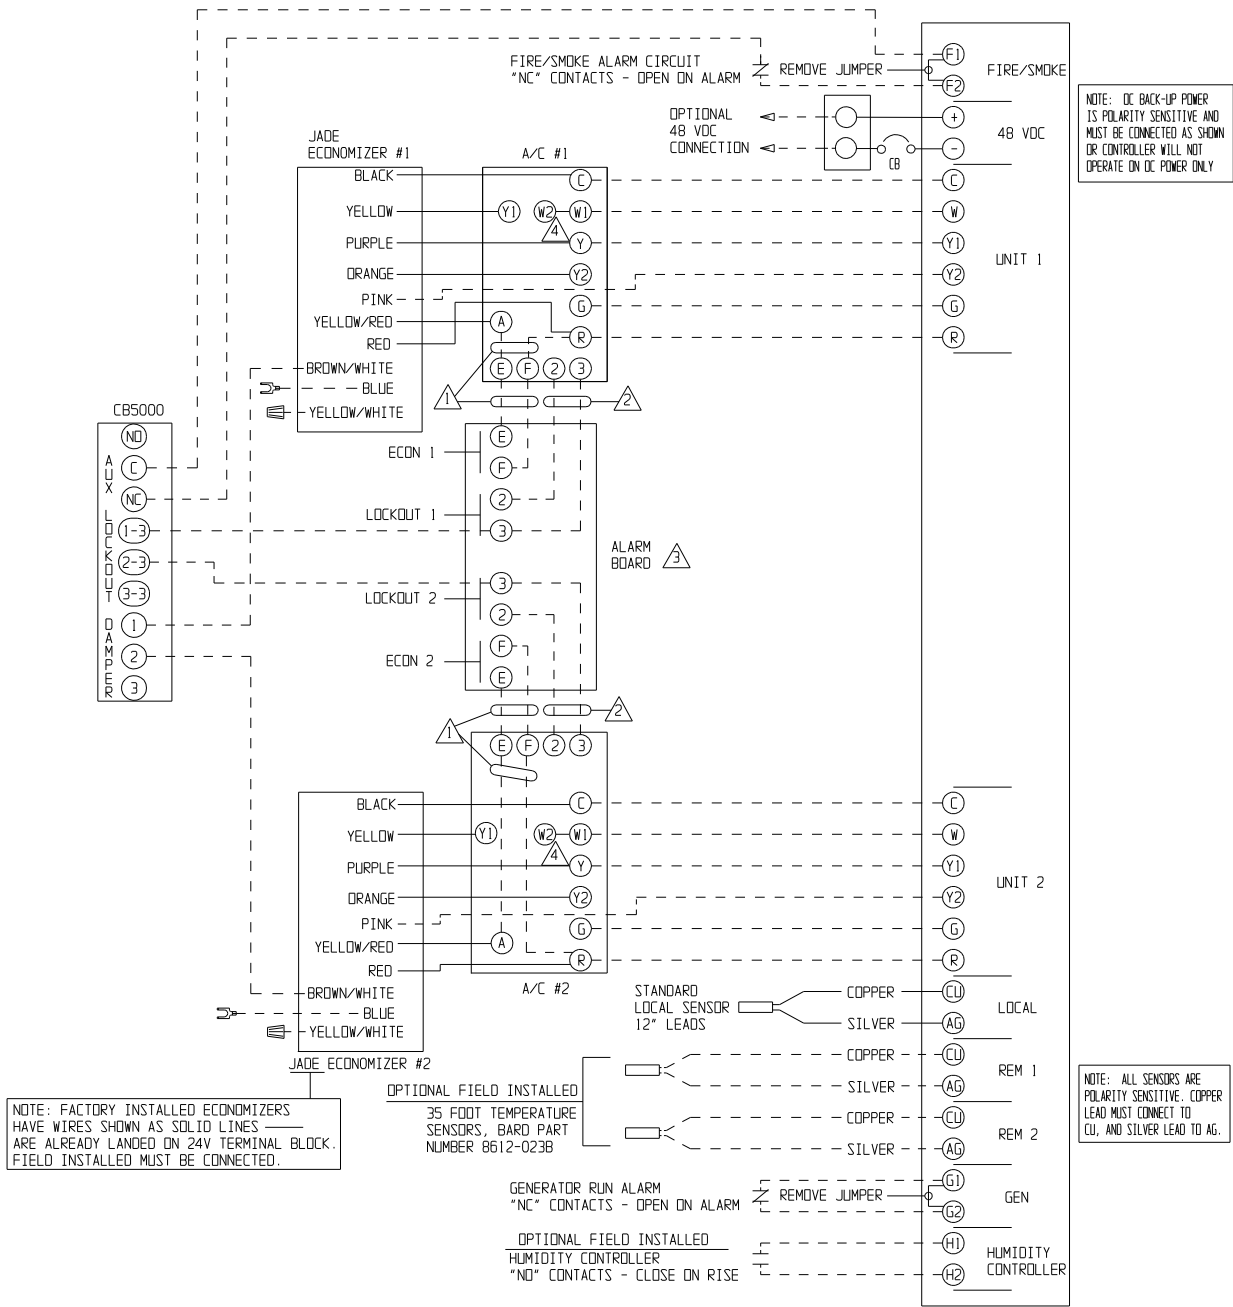 FIRE/SMOKE ALARM CIRCUIT
"NC" CONTACTS - OPEN ON ALARM
REMOVE JUMPER
F1
F2
FIRE/SMOKE
OPTIONAL
48 VDC
CONNECTION
CB
+
-
48 VDC
NOTE: DC BACK-UP POWER
IS POLARITY SENSITIVE AND
MUST BE CONNECTED AS SHOWN
OR CONTROLLER WILL NOT
OPERATE ON DC POWER ONLY
JADE
ECONOMIZER #1
BLACK
YELLOW
PURPLE
ORANGE
PINK
YELLOW/RED
RED
BROWN/WHITE
BLUE
YELLOW/WHITE
A/C #1
C
Y1
W2
W1
4
Y
Y2
G
A
R
E
F
2
3
1
2
C
W
Y1
Y2
G
R
UNIT 1
CB5000
NO
C
NC
1-3
2-3
3-3
1
2
3
AUX
LOCKOUT
DAMPER
ECON 1
E
F
LOCKOUT 1
2
3
LOCKOUT 2
3
2
ECON 2
F
E
ALARM
BOARD
3
1
2
E
F
2
3
C
Y1
W2
W1
4
Y
Y2
G
A
R
A/C #2
BLACK
YELLOW
PURPLE
ORANGE
PINK
YELLOW/RED
RED
BROWN/WHITE
BLUE
YELLOW/WHITE
JADE ECONOMIZER #2
C
W
Y1
Y2
G
R
UNIT 2
NOTE: FACTORY INSTALLED ECONOMIZERS
HAVE WIRES SHOWN AS SOLID LINES
ARE ALREADY LANDED ON 24V TERMINAL BLOCK.
FIELD INSTALLED MUST BE CONNECTED.
STANDARD
LOCAL SENSOR
12" LEADS
COPPER
SILVER
CU
AG
LOCAL
OPTIONAL FIELD INSTALLED
35 FOOT TEMPERATURE
SENSORS, BARD PART
NUMBER 8612-023B
COPPER
SILVER
CU
AG
REM 1
COPPER
SILVER
CU
AG
REM 2
NOTE: ALL SENSORS ARE
POLARITY SENSITIVE. COPPER
LEAD MUST CONNECT TO
CU, AND SILVER LEAD TO AG.
GENERATOR RUN ALARM
"NC" CONTACTS - OPEN ON ALARM
REMOVE JUMPER
G1
G2
GEN
OPTIONAL FIELD INSTALLED
HUMIDITY CONTROLLER
"NO" CONTACTS - CLOSE ON RISE
H1
H2
HUMIDITY
CONTROLLER